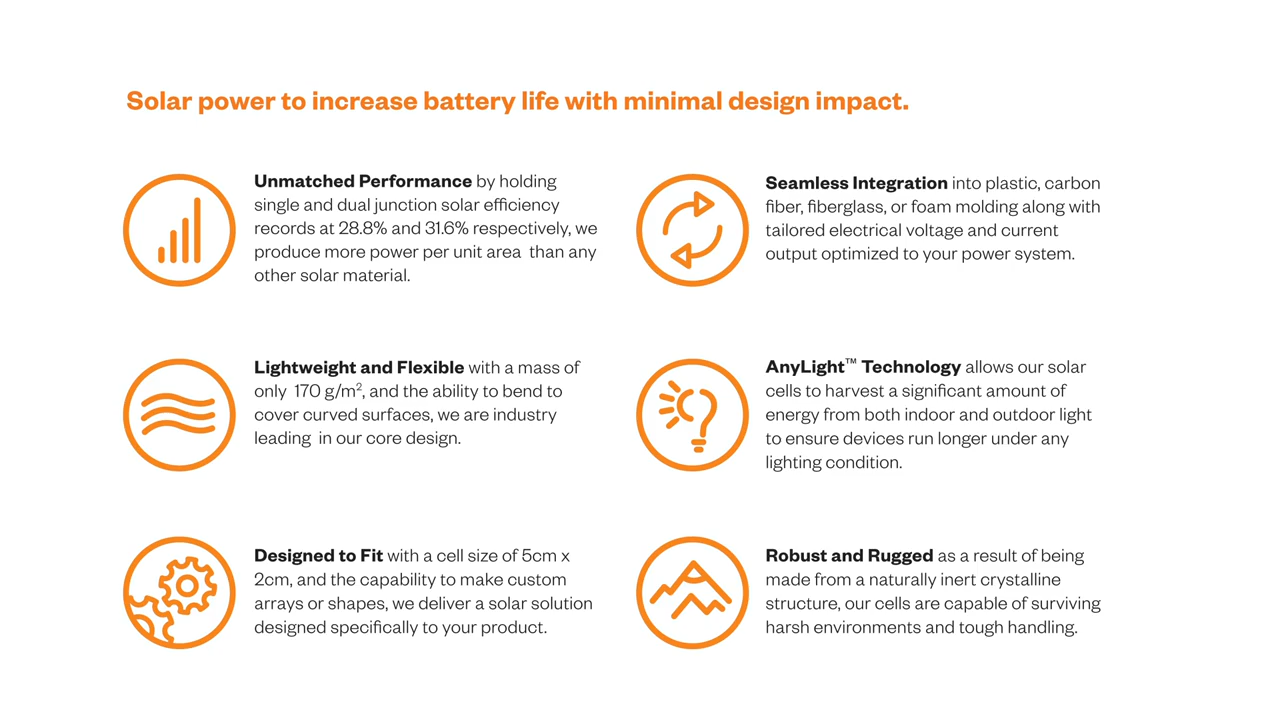 Solar power to increase battery life with minimal design impact.
Unmatched Performance by holding
single and dual junction solar efficiency
records at 28.8% and 31.6% respectively, we
produce more power per unit area than any
other solar material.
Seamless Integration into plastic, carbon
fiber, fiberglass, or foam molding along with
tailored electrical voltage and current
output optimized to your power system.
Lightweight and Flexible with a mass of
only 170 g/m², and the ability to bend to
cover curved surfaces, we are industry
leading in our core design.
AnyLight™ Technology allows our solar
cells to harvest a significant amount of
energy from both indoor and outdoor light
to ensure devices run longer under any
lighting condition.
Designed to Fit with a cell size of 5cm x
2cm, and the capability to make custom
arrays or shapes, we deliver a solar solution
designed specifically to your product.
Robust and Rugged as a result of being
made from a naturally inert crystalline
structure, our cells are capable of surviving
harsh environments and tough handling.